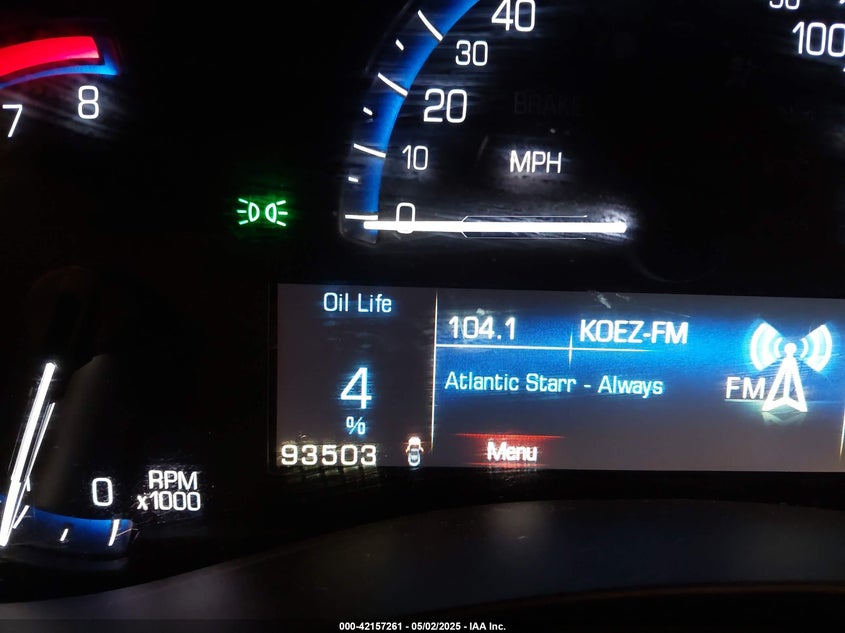 40
30
20
10
0
MPH
100
7
8
BRAKE
Oil Life
4
%
93503
104.1
KOEZ-FM
Atlantic Starr - Always
FM
Menu
0
RPM
x1000
000-42157261 - 05/02/2025 - IAA Inc.